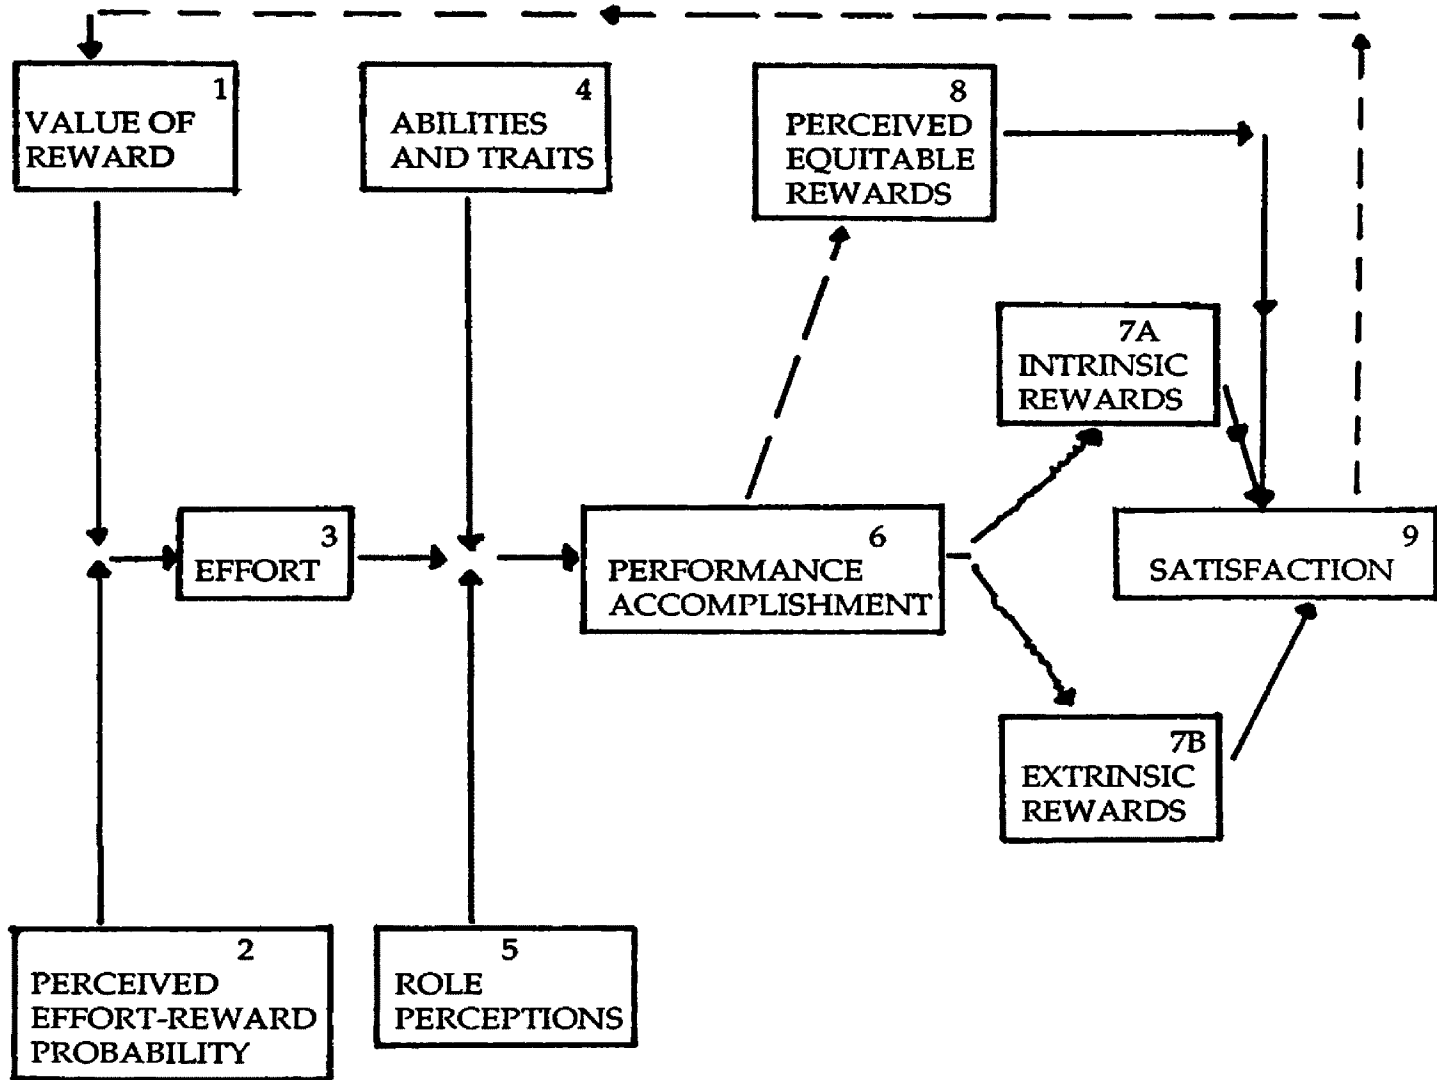 1
VALUE OF
REWARD
4
ABILITIES
AND TRAITS
8
PERCEIVED
EQUITABLE
REWARDS
7A
INTRINSIC
REWARDS
3
EFFORT
6
PERFORMANCE
ACCOMPLISHMENT
9
SATISFACTION
7B
EXTRINSIC
REWARDS
2
PERCEIVED
EFFORT-REWARD
PROBABILITY
5
ROLE
PERCEPTIONS